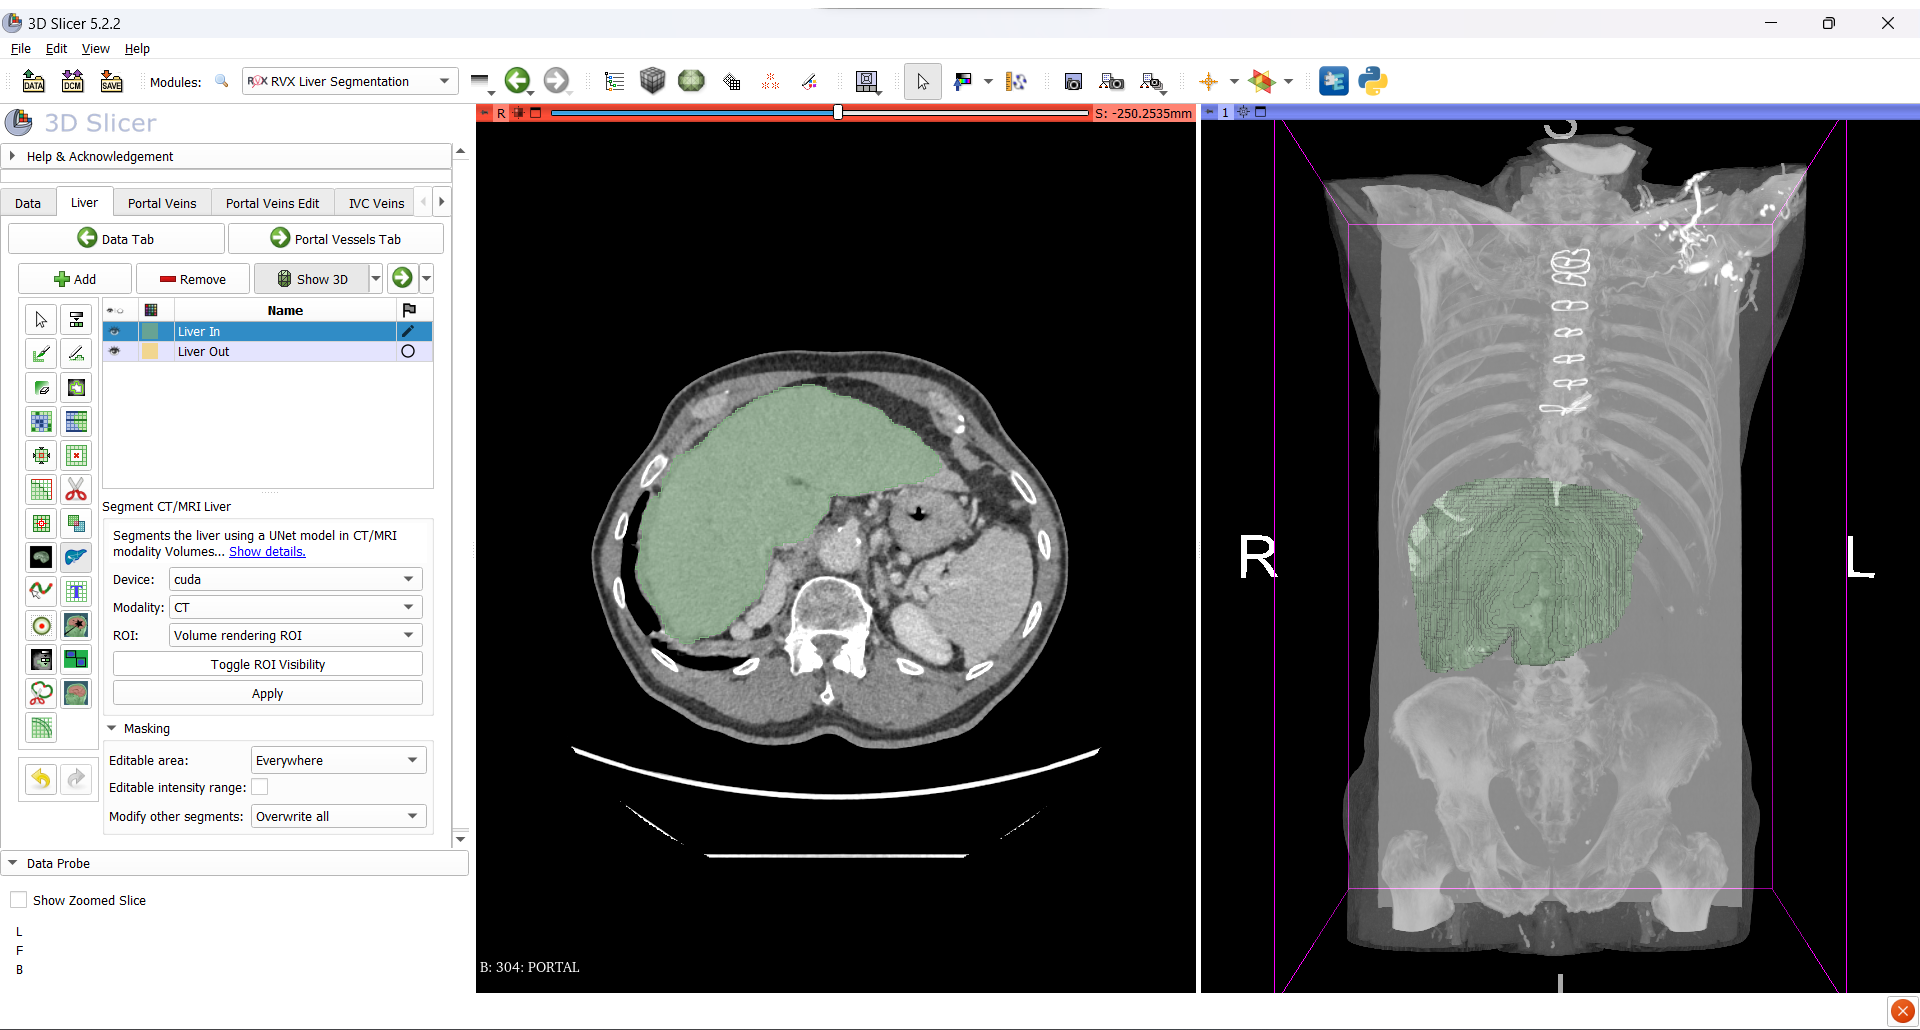 3D Slicer 5.2.2
File Edit View Help
DATA DCM SAVE Modules: RVX RVX Liver Segmentation
3D Slicer
Help & Acknowledgement
Data Liver Portal Veins Portal Veins Edit IVC Veins
Data Tab Portal Vessels Tab
Add Remove Show 3D
Name
Liver In
Liver Out
Segment CT/MRI Liver
Segments the liver using a UNet model in CT/MRI
modality Volumes... Show details.
Device: cuda
Modality: CT
ROI: Volume rendering ROI
Toggle ROI Visibility
Apply
Masking
Editable area: Everywhere
Editable intensity range:
Modify other segments: Overwrite all
Data Probe
Show Zoomed Slice
L
F
B
R S: -250.2535mm
B: 304: PORTAL
1
S
R L
I